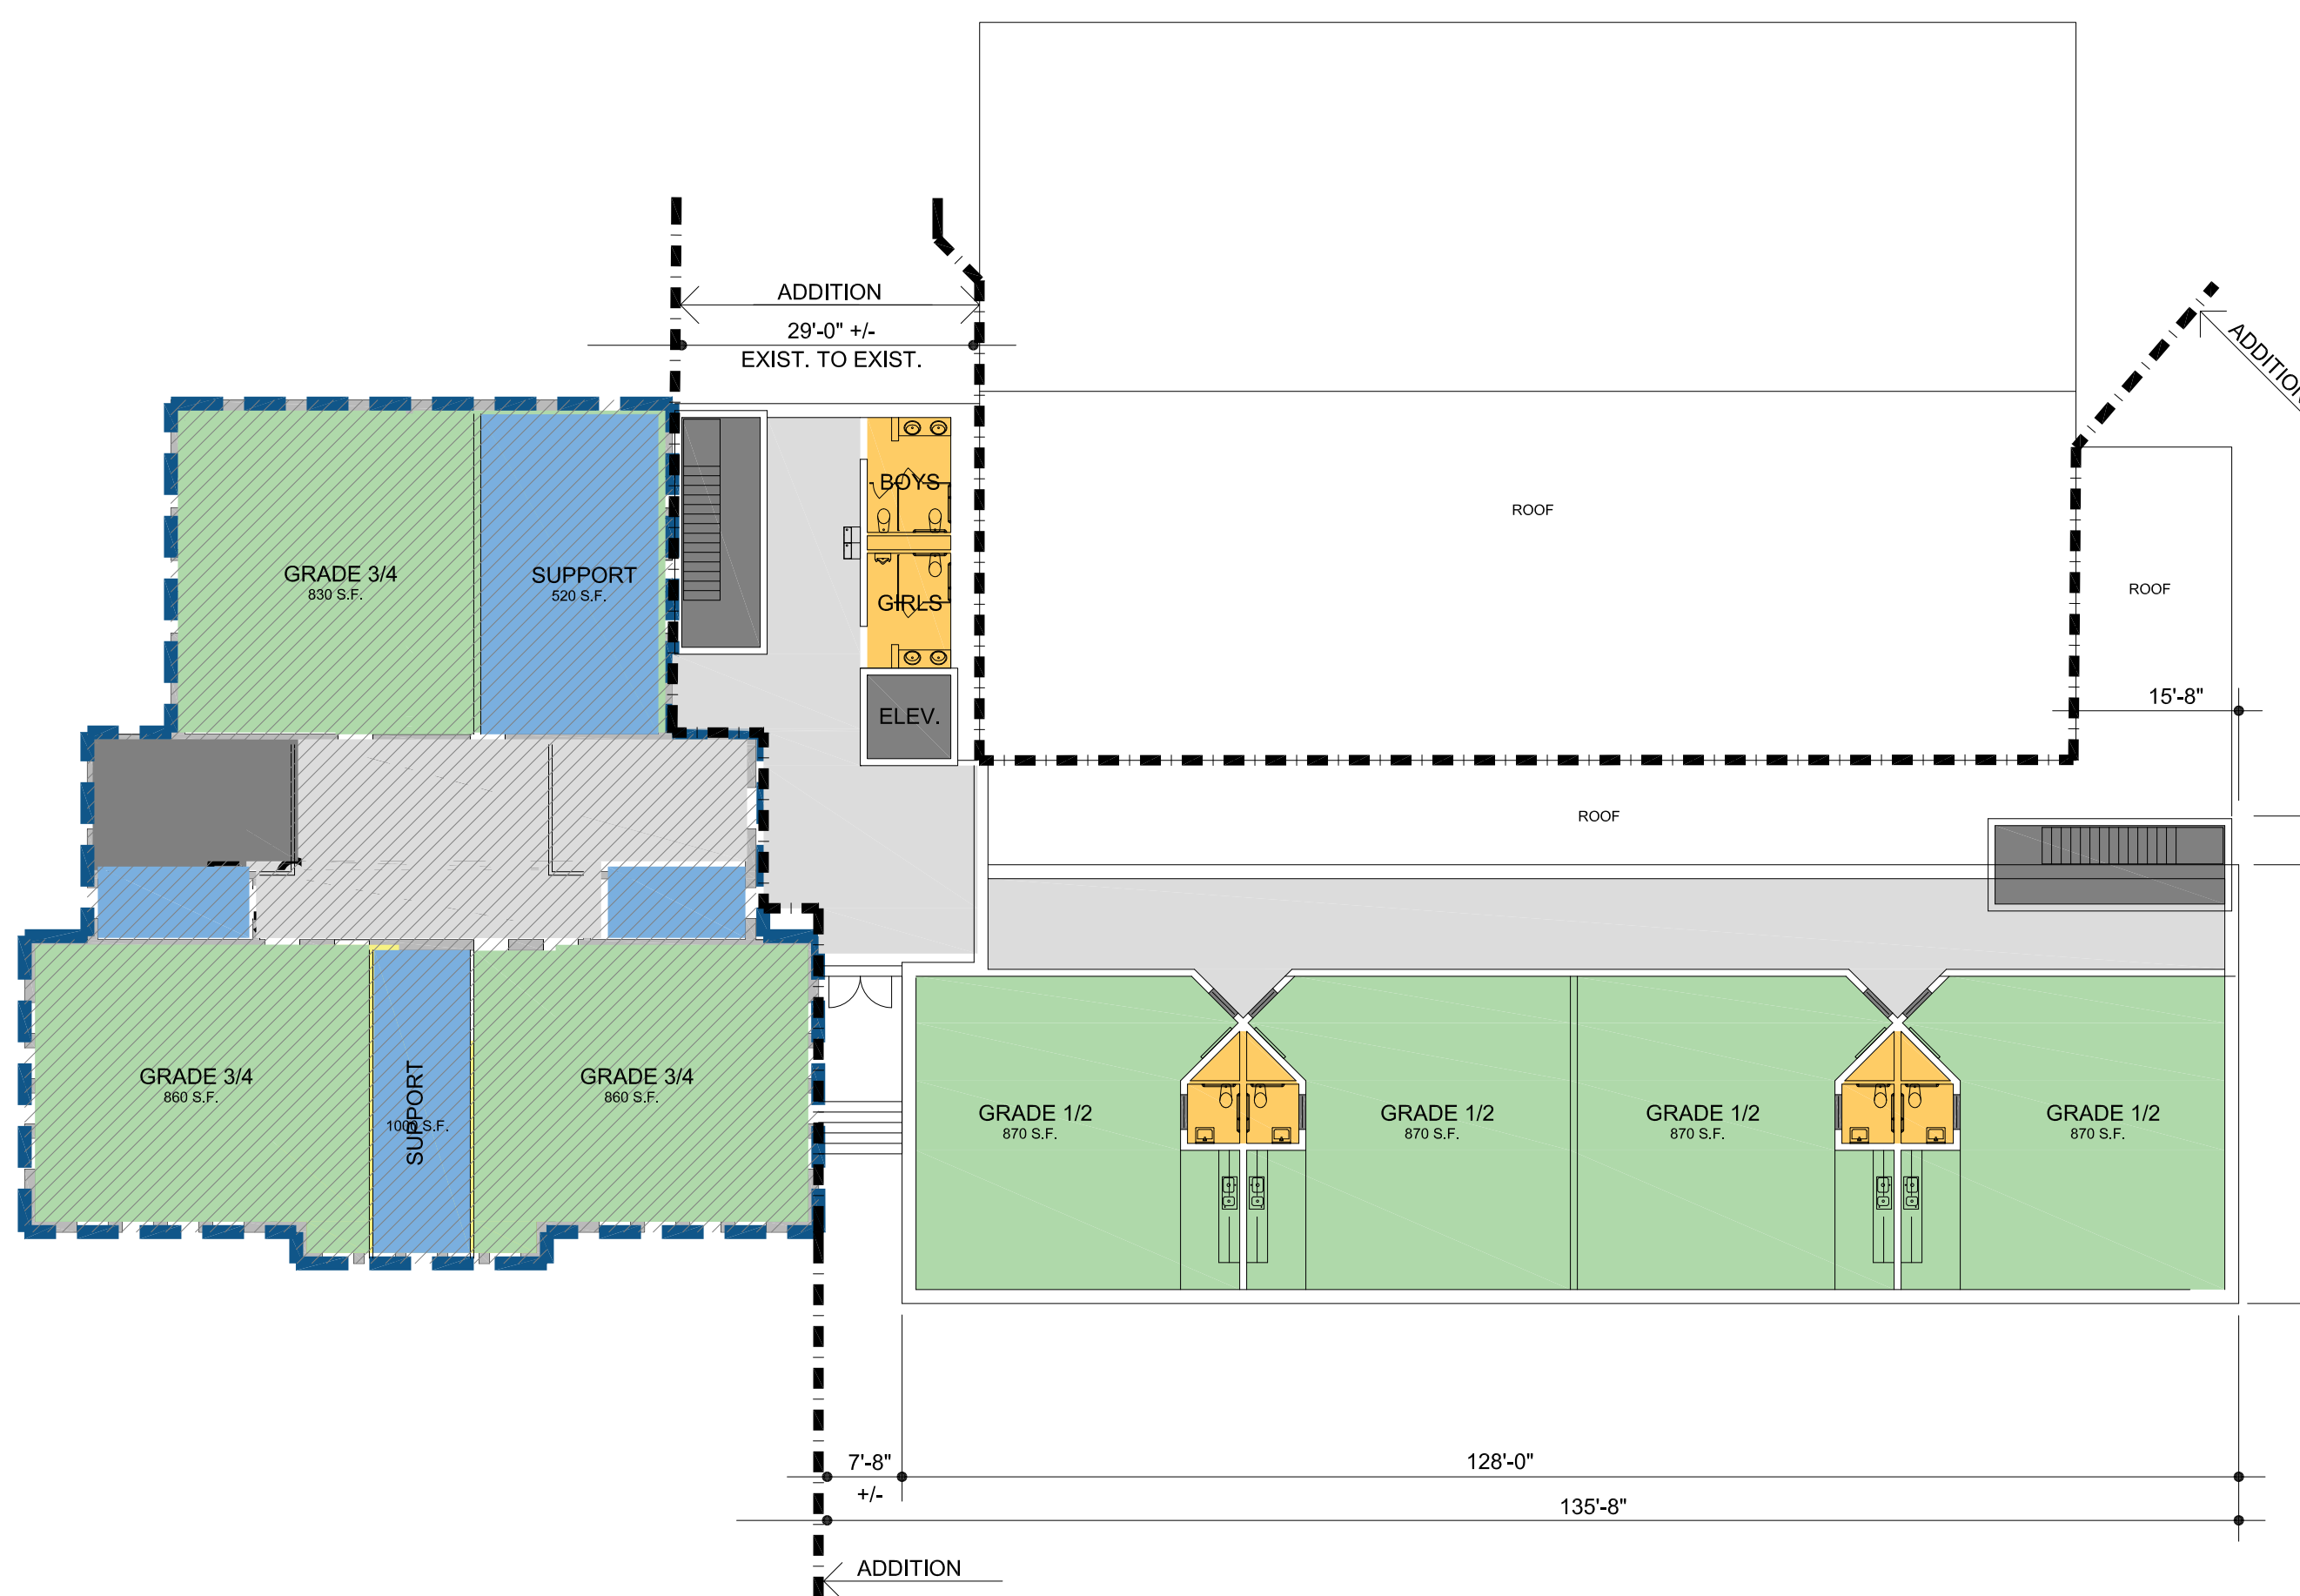 ADDITION
29'-0" +/-
EXIST. TO EXIST.
ADDITION
BOYS
ROOF
GRADE 3/4
830 S.F.
SUPPORT
520 S.F.
ROOF
GIRLS
15'-8"
ELEV.
ROOF
GRADE 3/4
860 S.F.
SUPPORT
1000 S.F.
GRADE 3/4
860 S.F.
GRADE 1/2
870 S.F.
GRADE 1/2
870 S.F.
GRADE 1/2
870 S.F.
GRADE 1/2
870 S.F.
7'-8"
+/-
128'-0"
135'-8"
ADDITION